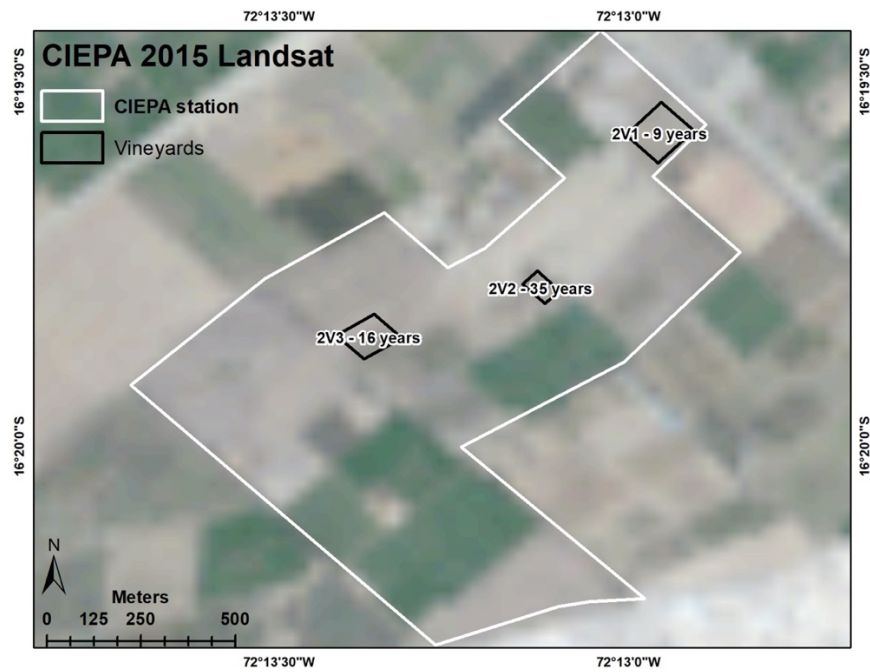 72°13'30"W
72°13'0"W
CIEPA 2015 Landsat
CIEPA station
Vineyards
16°19'30"S
16°19'30"S
2V1 - 9 years
2V2 - 35 years
2V3 - 16 years
16°20'0"S
16°20'0"S
N
Meters
0 125 250 500
72°13'30"W
72°13'0"W